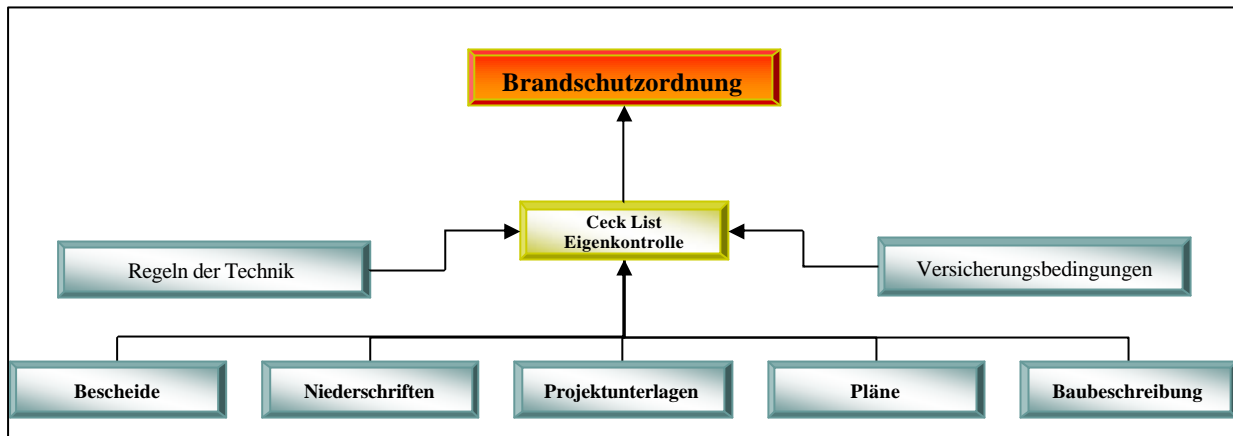 Brandschutzordnung
Ceck List
Eigenkontrolle
Regeln der Technik
Versicherungsbedingungen
Bescheide
Niederschriften
Projektunterlagen
Pläne
Baubeschreibung